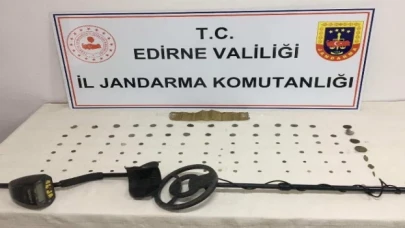 T.C.
EDİRNE VALİLİĞİ
İL JANDARMA KOMUTANLIĞI